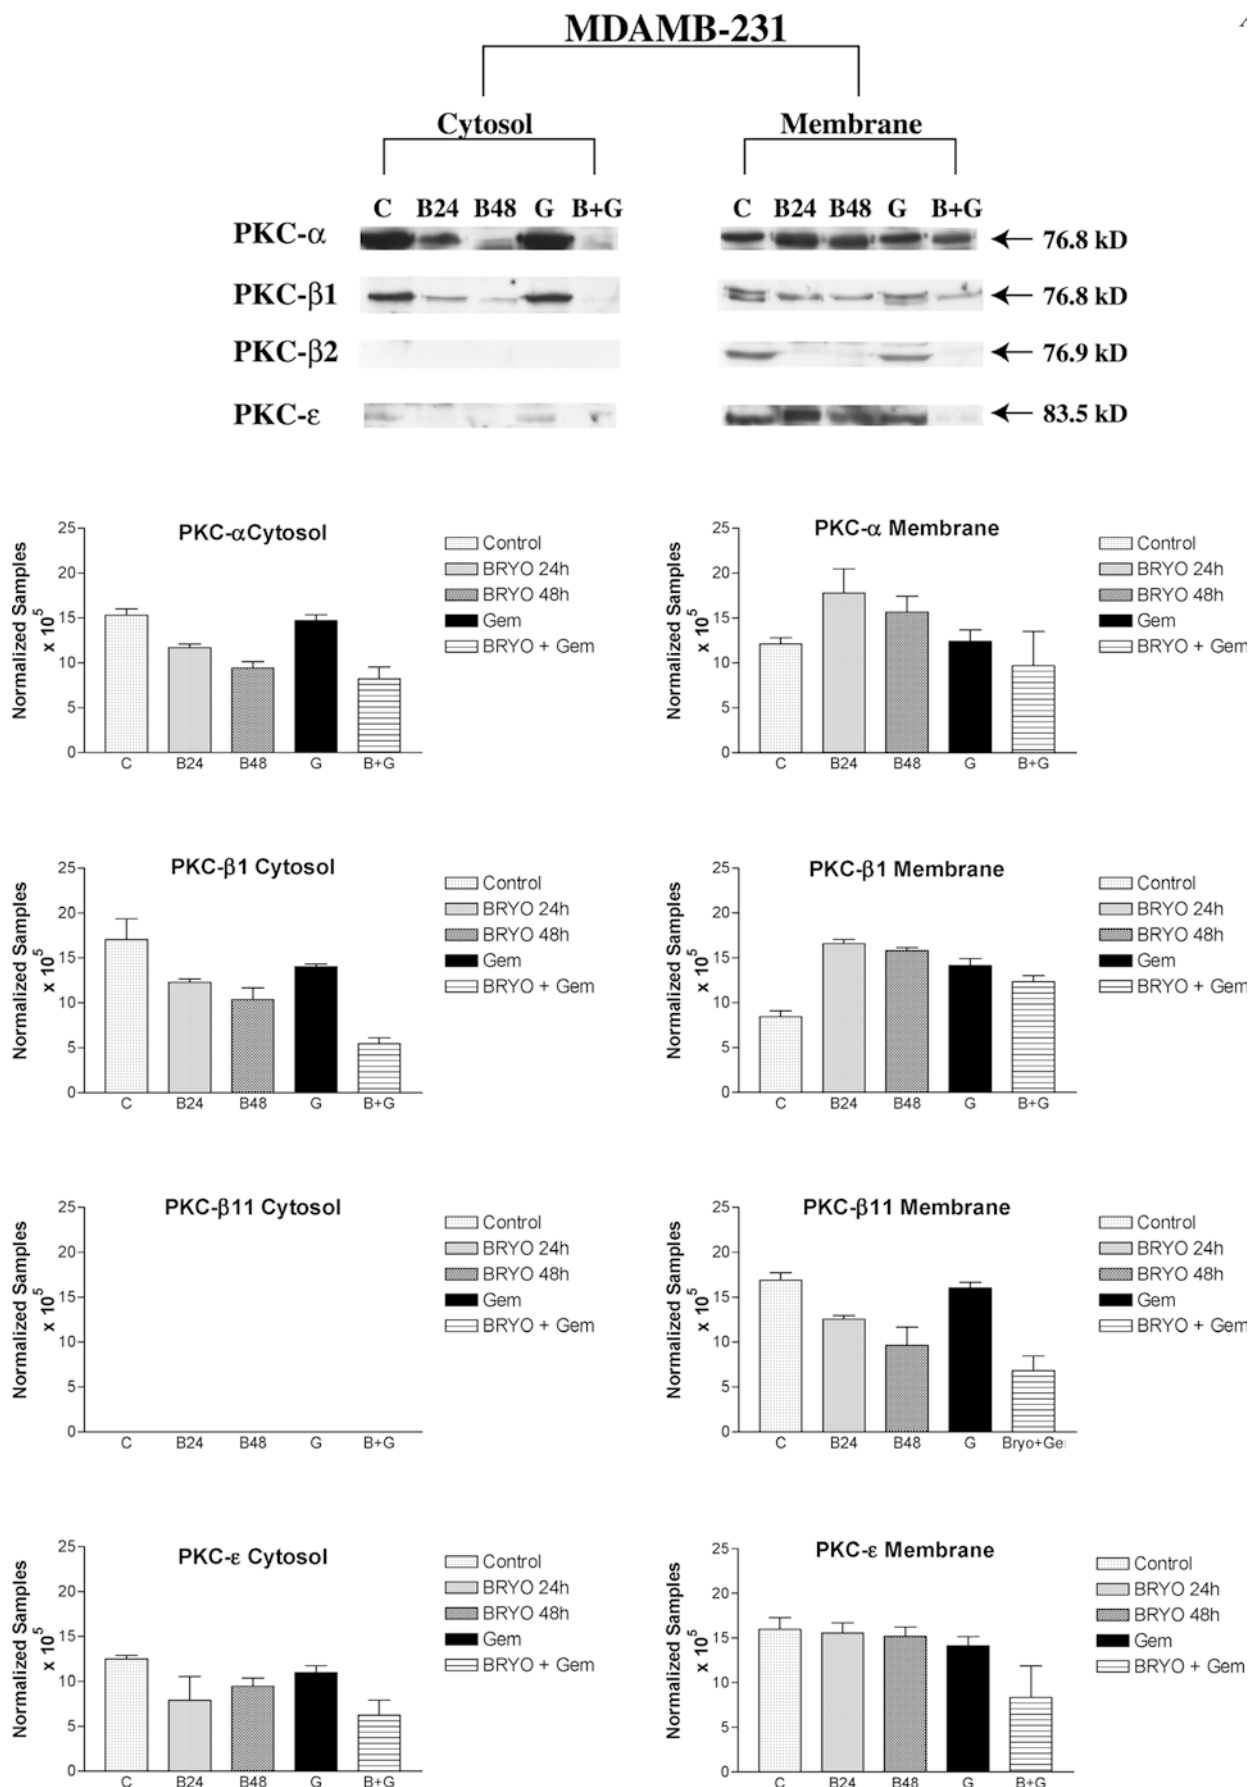 MDAMB-231
Cytosol Membrane
C B24 B48 G B+G C B24 B48 G B+G
PKC-α 76.8 kD
PKC-β1 76.8 kD
PKC-β2 76.9 kD
PKC-ε 83.5 kD
PKC-αCytosol
Normalized Samples
x 10^5
25
20
15
10
5
0
C B24 B48 G B+G
Control
BRYO 24h
BRYO 48h
Gem
BRYO + Gem
PKC-α Membrane
Normalized Samples
x 10^5
25
20
15
10
5
0
C B24 B48 G B+G
Control
BRYO 24h
BRYO 48h
Gem
BRYO + Gem
PKC-β1 Cytosol
Normalized Samples
x 10^5
25
20
15
10
5
0
C B24 B48 G B+G
Control
BRYO 24h
BRYO 48h
Gem
BRYO + Gem
PKC-β1 Membrane
Normalized Samples
x 10^5
25
20
15
10
5
0
C B24 B48 G B+G
Control
BRYO 24h
BRYO 48h
Gem
BRYO + Gem
PKC-β11 Cytosol
Normalized Samples
x 10^5
25
20
15
10
5
0
C B24 B48 G B+G
Control
BRYO 24h
BRYO 48h
Gem
BRYO + Gem
PKC-β11 Membrane
Normalized Samples
x 10^5
25
20
15
10
5
0
C B24 B48 G Bryo+Ge
Control
BRYO 24h
BRYO 48h
Gem
BRYO + Gem
PKC-ε Cytosol
Normalized Samples
x 10^5
25
20
15
10
5
0
C B24 B48 G B+G
Control
BRYO 24h
BRYO 48h
Gem
BRYO + Gem
PKC-ε Membrane
Normalized Samples
x 10^5
25
20
15
10
5
0
C B24 B48 G B+G
Control
BRYO 24h
BRYO 48h
Gem
BRYO + Gem